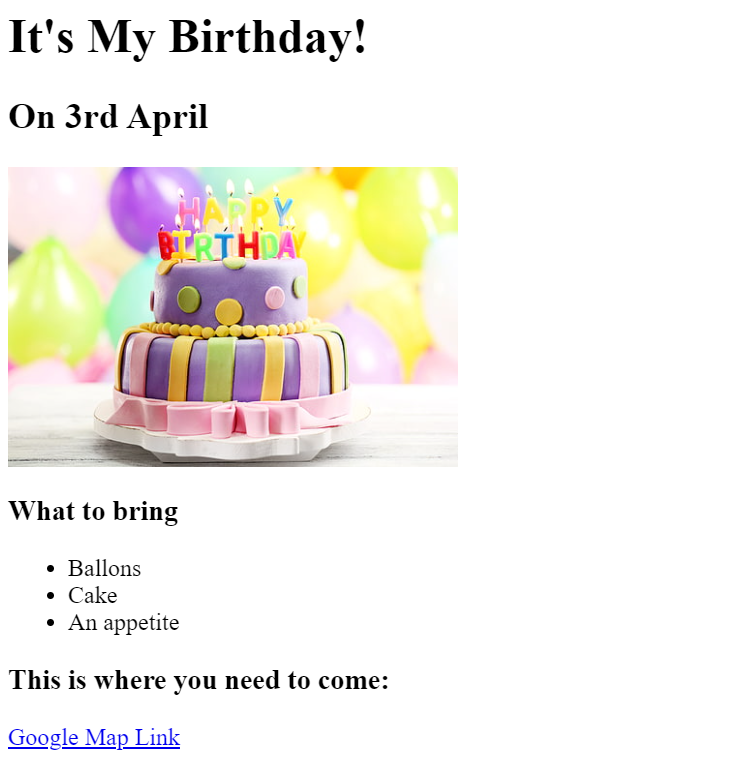 It's My Birthday!
On 3rd April
HAPPY
BIRTHDAY
What to bring
Ballons
Cake
An appetite
This is where you need to come:
Google Map Link